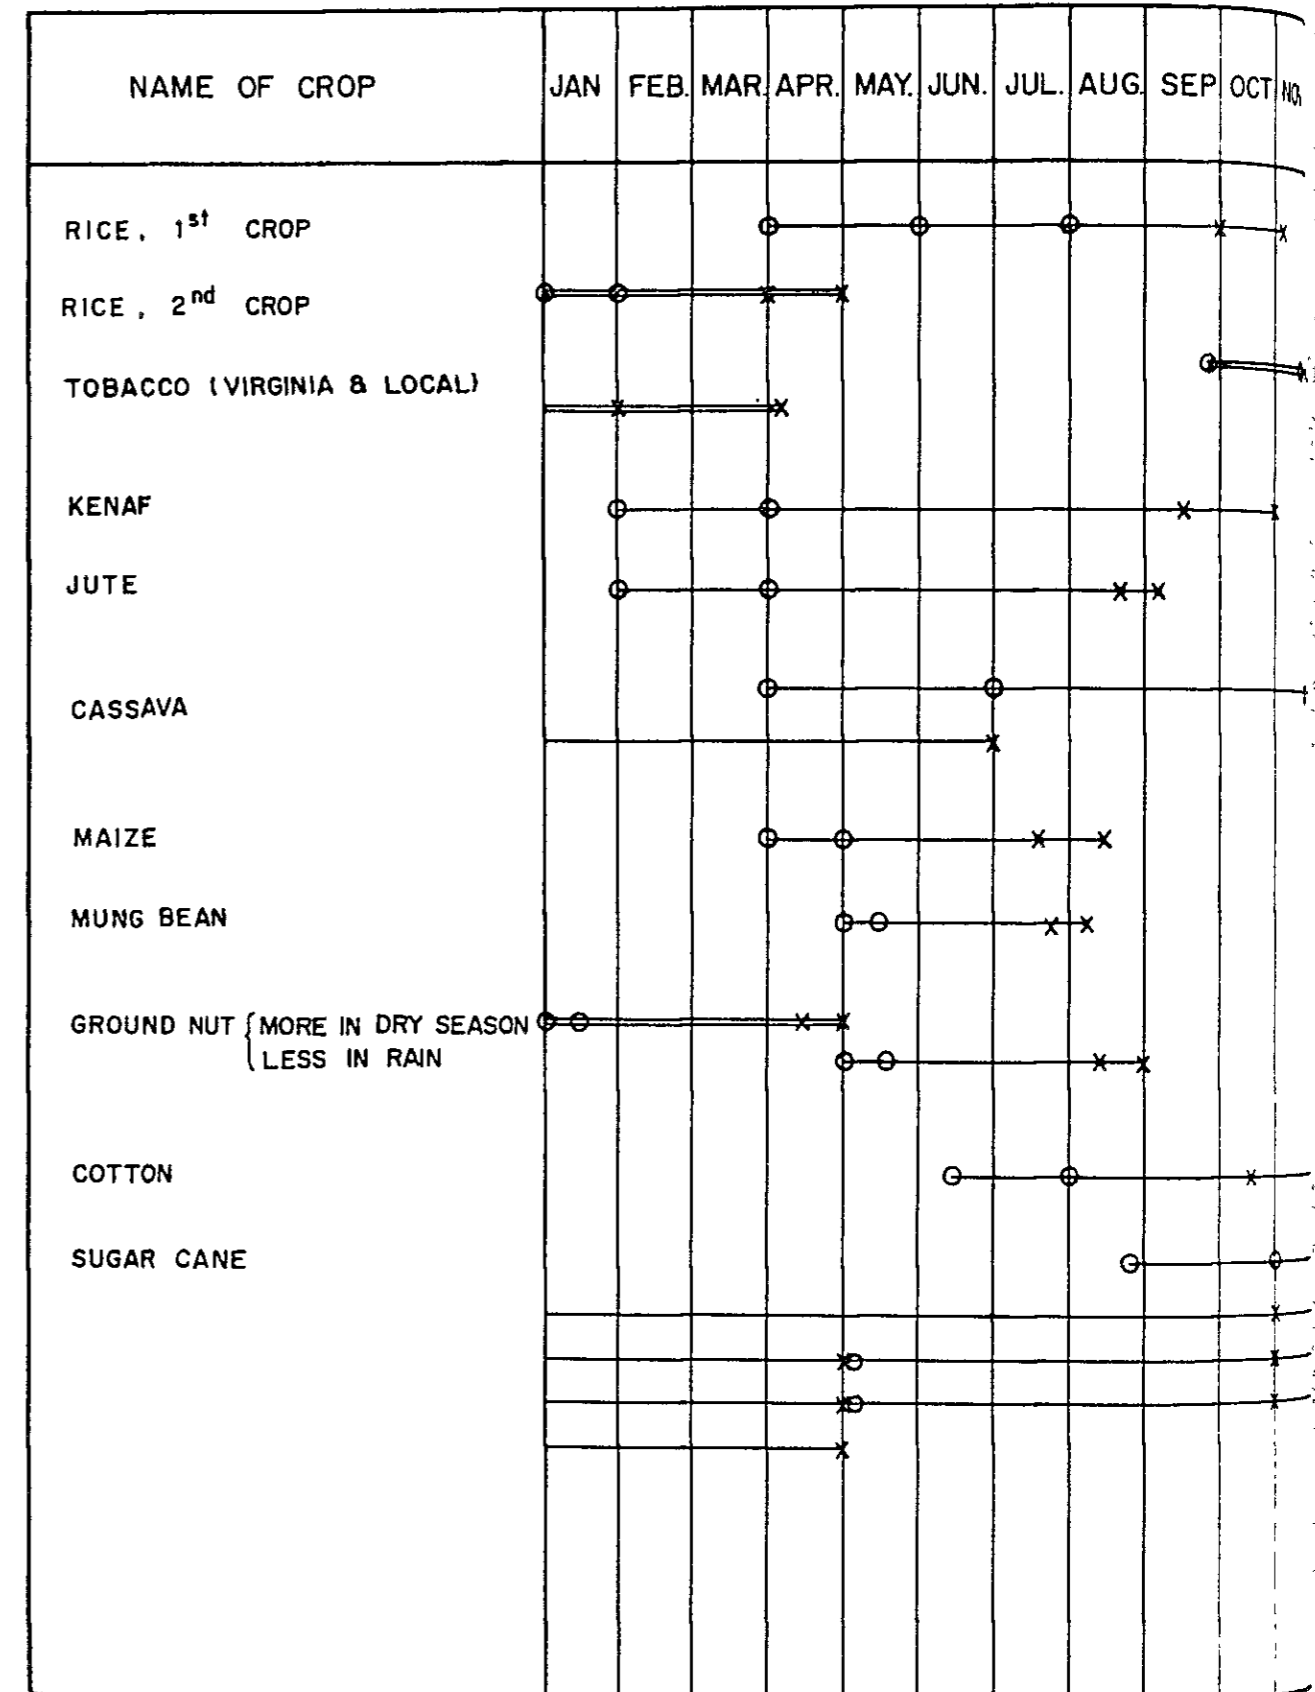 NAME OF CROP JAN FEB. MAR. APR. MAY. JUN. JUL. AUG. SEP. OCT NOV
RICE, 1st CROP
RICE, 2nd CROP
TOBACCO (VIRGINIA & LOCAL)
KENAF
JUTE
CASSAVA
MAIZE
MUNG BEAN
GROUND NUT { MORE IN DRY SEASON
LESS IN RAIN
COTTON
SUGAR CANE